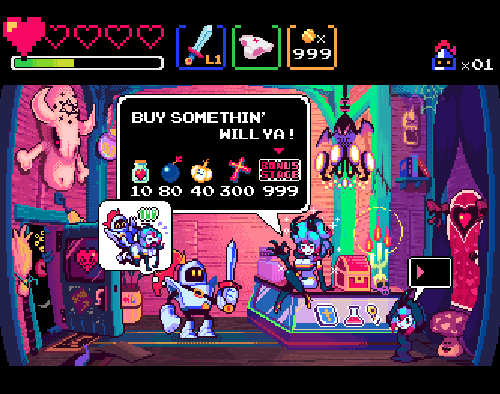 L1
×
999
×01
BUY SOMETHIN'
WILL YA!
BONUS
STAGE
10 80 40 300 999